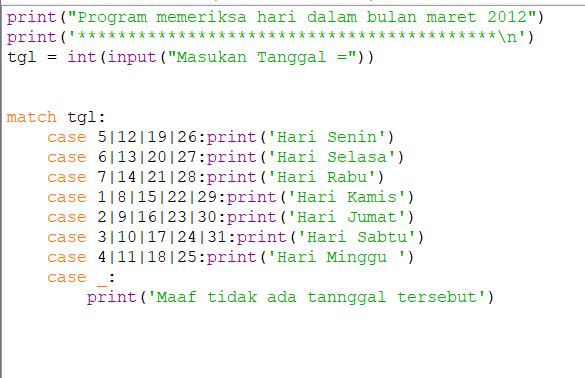 print("Program memeriksa hari dalam bulan maret 2012")
print('******************************************\n')
tgl = int(input("Masukan Tanggal ="))
match tgl:
    case 5|12|19|26:print('Hari Senin')
    case 6|13|20|27:print('Hari Selasa')
    case 7|14|21|28:print('Hari Rabu')
    case 1|8|15|22|29:print('Hari Kamis')
    case 2|9|16|23|30:print('Hari Jumat')
    case 3|10|17|24|31:print('Hari Sabtu')
    case 4|11|18|25:print('Hari Minggu ')
    case _:
        print('Maaf tidak ada tannggal tersebut')